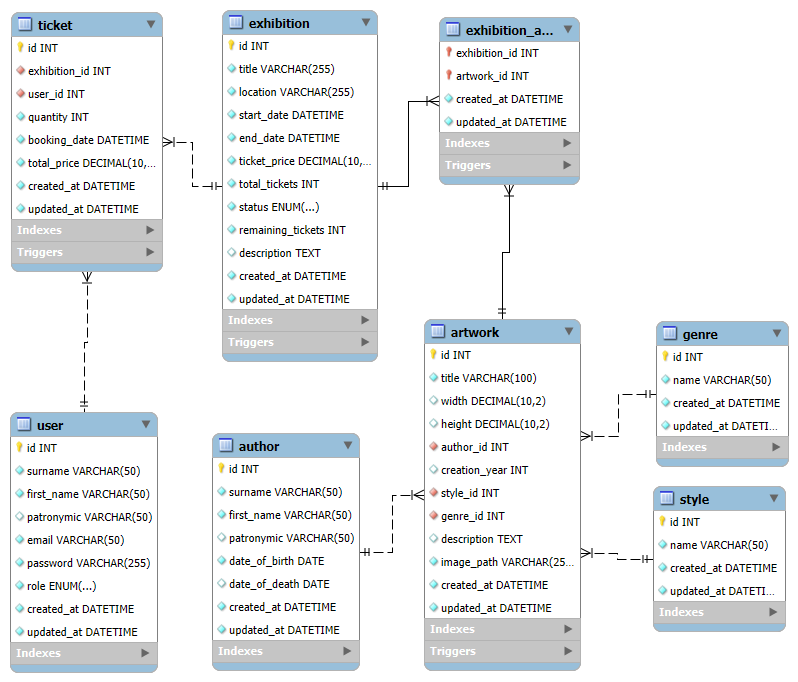 ticket
id INT
exhibition_id INT
user_id INT
quantity INT
booking_date DATETIME
total_price DECIMAL(10,...
created_at DATETIME
updated_at DATETIME
Indexes
Triggers
exhibition
id INT
title VARCHAR(255)
location VARCHAR(255)
start_date DATETIME
end_date DATETIME
ticket_price DECIMAL(10,...
total_tickets INT
status ENUM(...)
remaining_tickets INT
description TEXT
created_at DATETIME
updated_at DATETIME
Indexes
Triggers
exhibition_a...
exhibition_id INT
artwork_id INT
created_at DATETIME
updated_at DATETIME
Indexes
Triggers
user
id INT
surname VARCHAR(50)
first_name VARCHAR(50)
patronymic VARCHAR(50)
email VARCHAR(50)
password VARCHAR(255)
role ENUM(...)
created_at DATETIME
updated_at DATETIME
Indexes
author
id INT
surname VARCHAR(50)
first_name VARCHAR(50)
patronymic VARCHAR(50)
date_of_birth DATE
date_of_death DATE
created_at DATETIME
updated_at DATETIME
Indexes
artwork
id INT
title VARCHAR(100)
width DECIMAL(10,2)
height DECIMAL(10,2)
author_id INT
creation_year INT
style_id INT
genre_id INT
description TEXT
image_path VARCHAR(25...
created_at DATETIME
updated_at DATETIME
Indexes
Triggers
genre
id INT
name VARCHAR(50)
created_at DATETIME
updated_at DATETI...
Indexes
style
id INT
name VARCHAR(50)
created_at DATETIME
updated_at DATETI...
Indexes